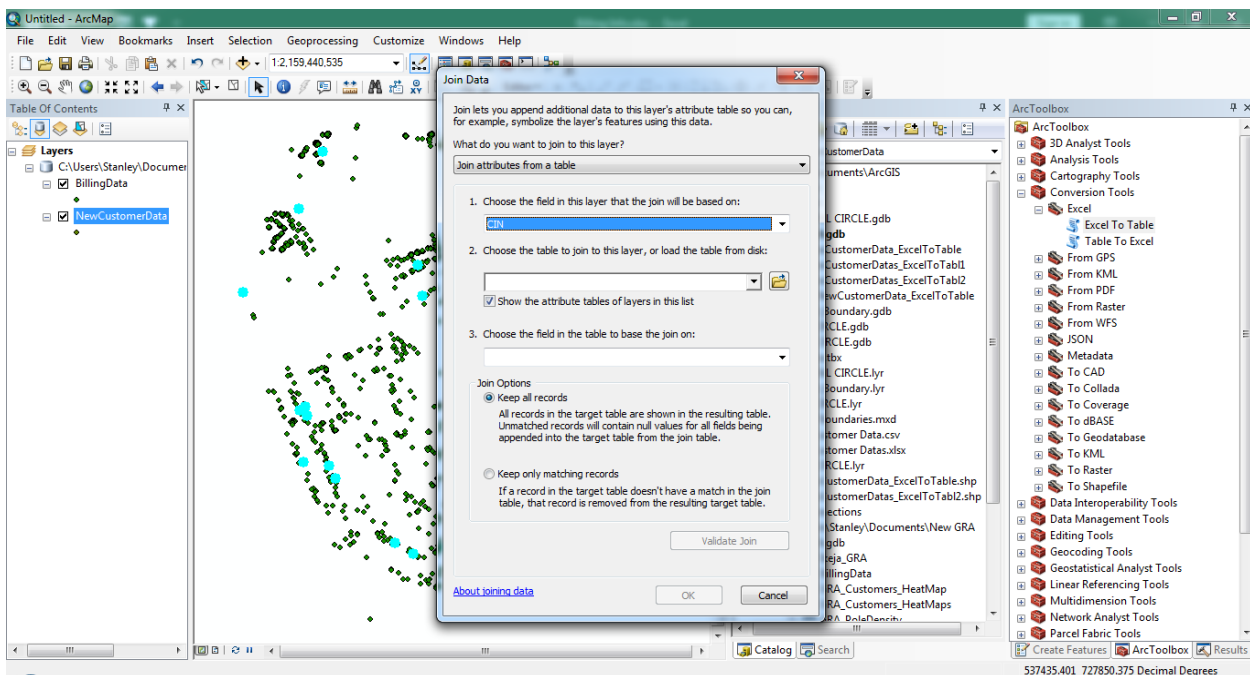 Untitled - ArcMap
File Edit View Bookmarks Insert Selection Geoprocessing Customize Windows Help
1:2,159,440,535
Table Of Contents
Layers
C:\Users\Stanley\Documer
BillingData
NewCustomerData
Join Data
Join lets you append additional data to this layer's attribute table so you can,
for example, symbolize the layer's features using this data.
What do you want to join to this layer?
Join attributes from a table
1. Choose the field in this layer that the join will be based on:
CIN
2. Choose the table to join to this layer, or load the table from disk:
Show the attribute tables of layers in this list
3. Choose the field in the table to base the join on:
Join Options
Keep all records
All records in the target table are shown in the resulting table.
Unmatched records will contain null values for all fields being
appended into the target table from the join table.
Keep only matching records
If a record in the target table doesn't have a match in the join
table, that record is removed from the resulting target table.
Validate Join
About joining data
OK Cancel
ustomerData
uments\ArcGIS
L CIRCLE.gdb
gdb
CustomerData_ExcelToTable
CustomerDatas_ExcelToTabl1
CustomerDatas_ExcelToTabl2
ewCustomerData_ExcelToTable
Boundary.gdb
RCLE.gdb
RCLE.gdb
tbx
L CIRCLE.lyr
Boundary.lyr
RCLE.lyr
oundaries.mxd
stomer Data.csv
stomer Datas.xlsx
RCLE.lyr
ustomerData_ExcelToTable.shp
ustomerDatas_ExcelToTabl2.shp
ections
\Stanley\Documents\New GRA
gdb
eja_GRA
illingData
RA_Customers_HeatMap
RA_Customers_HeatMaps
RA_PoleDensity
Catalog Search
ArcToolbox
ArcToolbox
3D Analyst Tools
Analysis Tools
Cartography Tools
Conversion Tools
Excel
Excel To Table
Table To Excel
From GPS
From KML
From PDF
From Raster
From WFS
JSON
Metadata
To CAD
To Collada
To Coverage
To dBASE
To Geodatabase
To KML
To Raster
To Shapefile
Data Interoperability Tools
Data Management Tools
Editing Tools
Geocoding Tools
Geostatistical Analyst Tools
Linear Referencing Tools
Multidimension Tools
Network Analyst Tools
Parcel Fabric Tools
Create Features ArcToolbox Results
537435.401 727850.375 Decimal Degrees